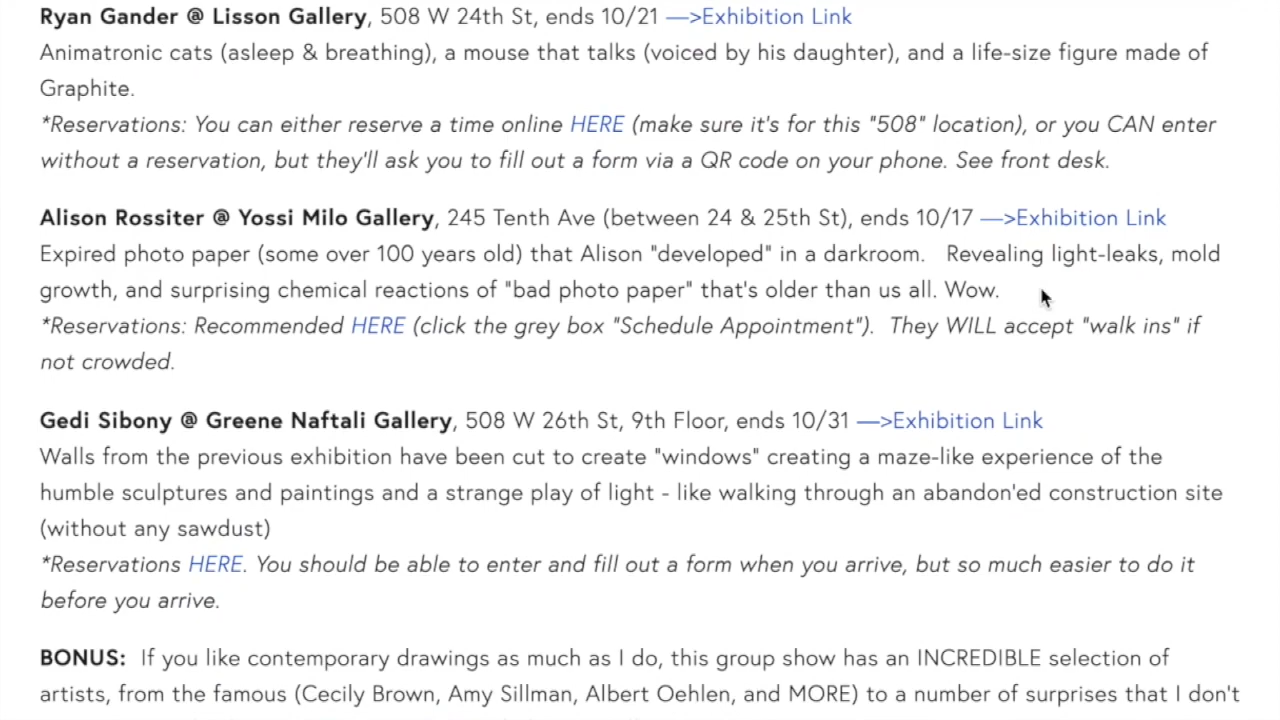 Ryan Gander @ Lisson Gallery, 508 W 24th St, ends 10/21 —>Exhibition Link
Animatronic cats (asleep & breathing), a mouse that talks (voiced by his daughter), and a life-size figure made of
Graphite.
*Reservations: You can either reserve a time online HERE (make sure it's for this "508" location), or you CAN enter
without a reservation, but they'll ask you to fill out a form via a QR code on your phone. See front desk.
Alison Rossiter @ Yossi Milo Gallery, 245 Tenth Ave (between 24 & 25th St), ends 10/17 —>Exhibition Link
Expired photo paper (some over 100 years old) that Alison "developed" in a darkroom.   Revealing light-leaks, mold
growth, and surprising chemical reactions of "bad photo paper" that's older than us all. Wow.
*Reservations: Recommended HERE (click the grey box "Schedule Appointment").  They WILL accept "walk ins" if
not crowded.
Gedi Sibony @ Greene Naftali Gallery, 508 W 26th St, 9th Floor, ends 10/31 —>Exhibition Link
Walls from the previous exhibition have been cut to create "windows" creating a maze-like experience of the
humble sculptures and paintings and a strange play of light - like walking through an abandon'ed construction site
(without any sawdust)
*Reservations HERE. You should be able to enter and fill out a form when you arrive, but so much easier to do it
before you arrive.
BONUS:  If you like contemporary drawings as much as I do, this group show has an INCREDIBLE selection of
artists, from the famous (Cecily Brown, Amy Sillman, Albert Oehlen, and MORE) to a number of surprises that I don't